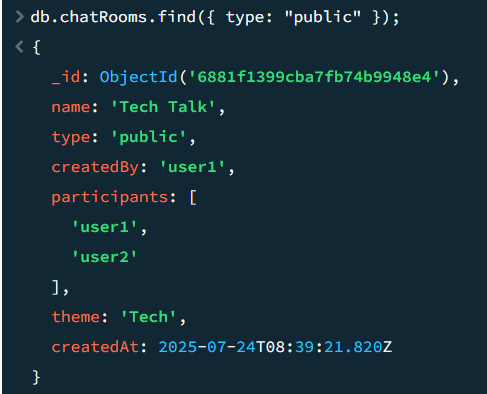 > db.chatRooms.find({ type: "public" });
< {
_id: ObjectId('6881f1399cba7fb74b9948e4'),
name: 'Tech Talk',
type: 'public',
createdBy: 'user1',
participants: [
'user1',
'user2'
],
theme: 'Tech',
createdAt: 2025-07-24T08:39:21.820Z
}